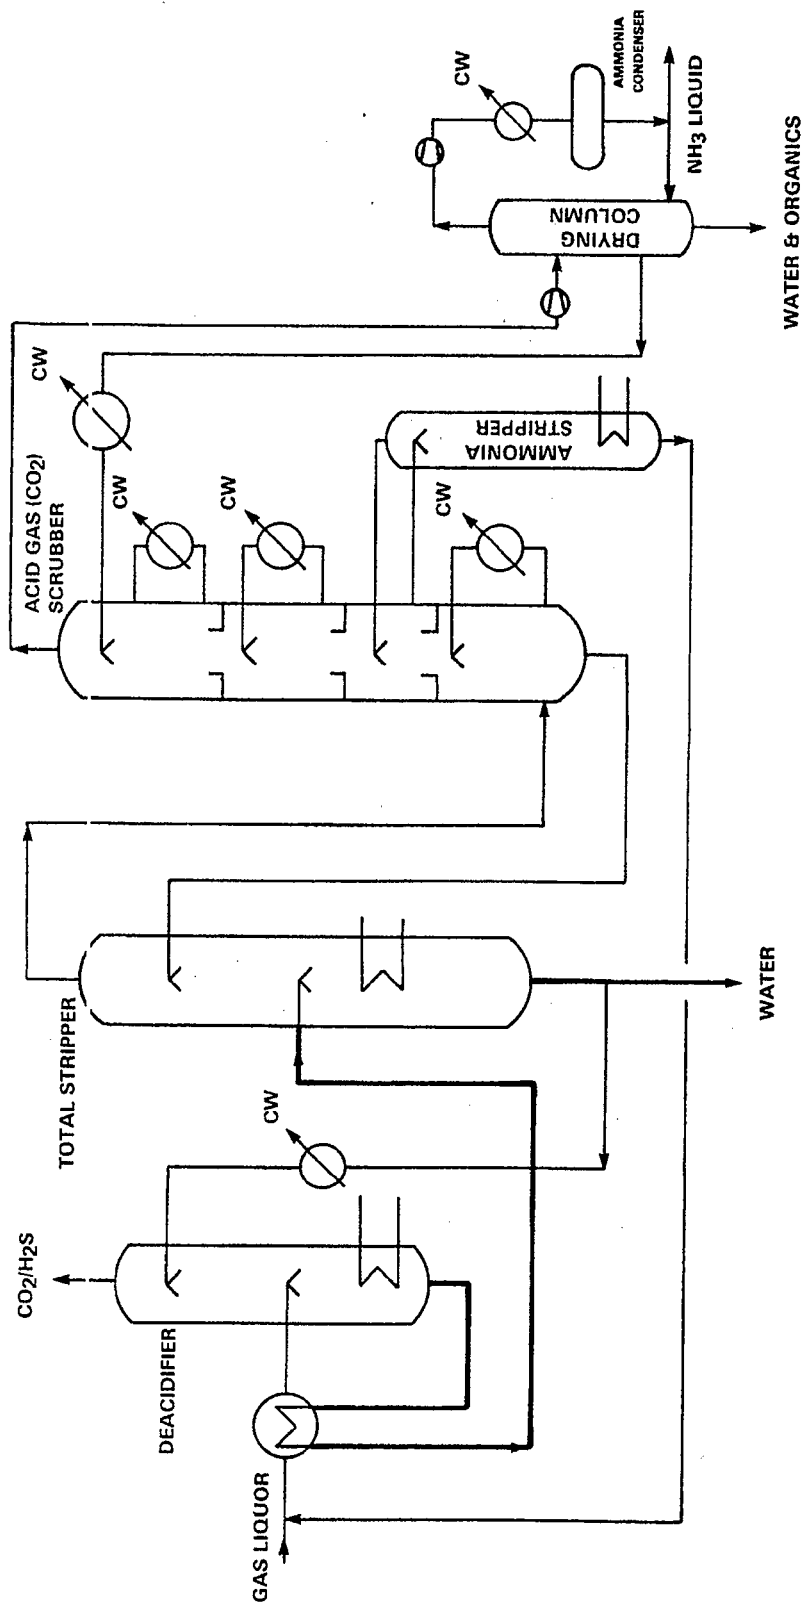 GAS LIQUOR
DEACIDIFIER
CO2/H2S
CW
TOTAL STRIPPER
WATER
ACID GAS (CO2)
SCRUBBER
CW
CW
CW
CW
AMMONIA
STRIPPER
DRYING
COLUMN
CW
AMMONIA
CONDENSER
NH3 LIQUID
WATER & ORGANICS